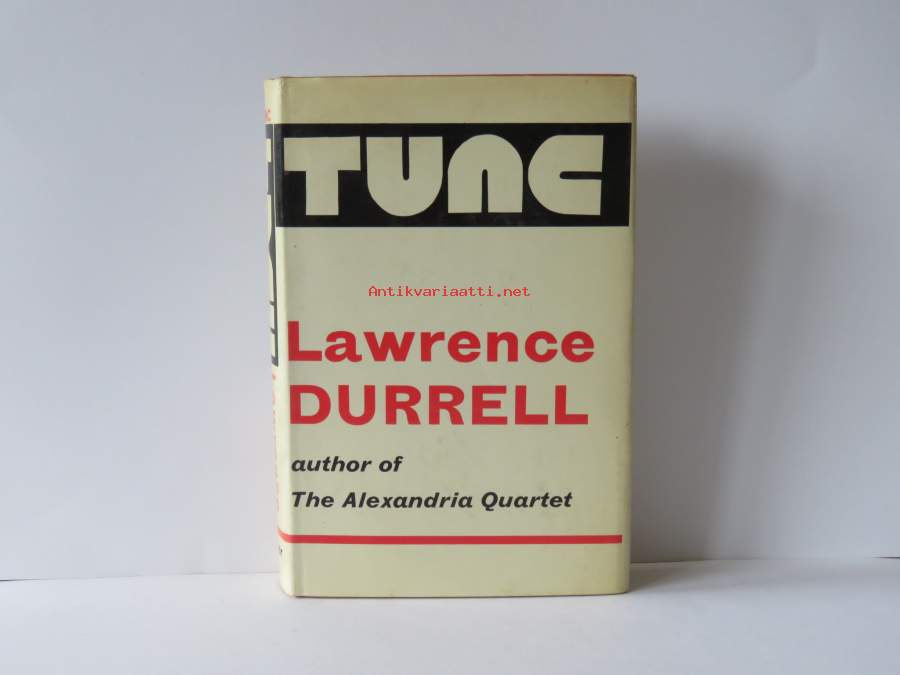 TUNC
Antikvariaatti.net
Lawrence
DURRELL
author of
The Alexandria Quartet